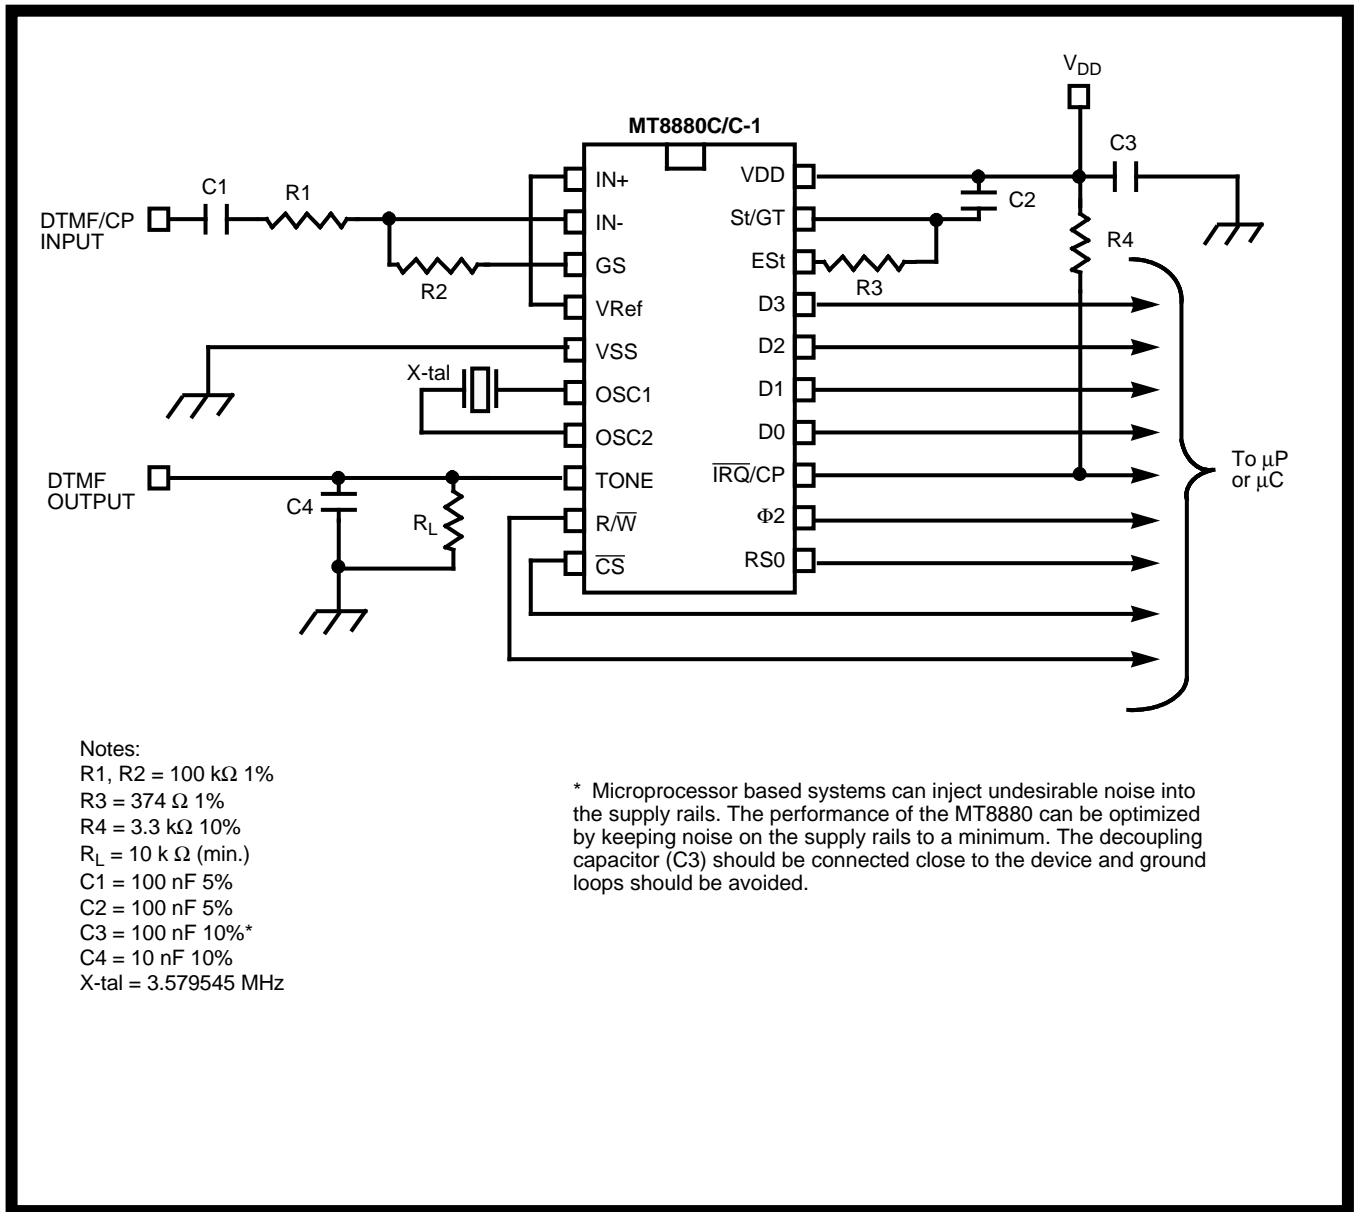 V_DD
MT8880C/C-1
C3
C1
R1
DTMF/CP
INPUT
R2
IN+
IN-
GS
VRef
VSS
OSC1
OSC2
TONE
R/W̅
C̅S̅
VDD
St/GT
ESt
D3
D2
D1
D0
I̅R̅Q̅/CP
Φ2
RS0
C2
R3
R4
X-tal
DTMF
OUTPUT
C4
R_L
To µP
or µC
Notes:
R1, R2 = 100 kΩ 1%
R3 = 374 Ω 1%
R4 = 3.3 kΩ 10%
R_L = 10 k Ω (min.)
C1 = 100 nF 5%
C2 = 100 nF 5%
C3 = 100 nF 10%*
C4 = 10 nF 10%
X-tal = 3.579545 MHz
* Microprocessor based systems can inject undesirable noise into
the supply rails. The performance of the MT8880 can be optimized
by keeping noise on the supply rails to a minimum. The decoupling
capacitor (C3) should be connected close to the device and ground
loops should be avoided.